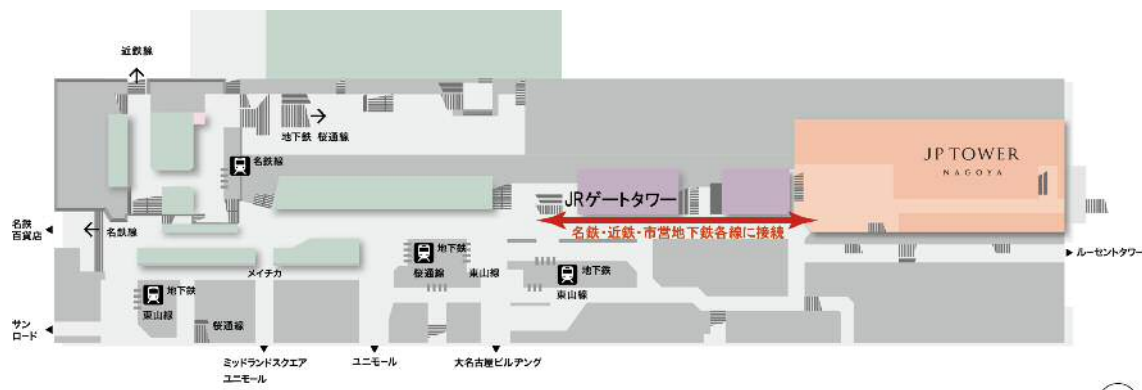 近鉄線
地下鉄 桜通線
名鉄線
JP TOWER
NAGOYA
JRゲートタワー
名鉄・近鉄・市営地下鉄各線に接続
名鉄
百貨店
名鉄線
地下鉄
桜通線
東山線
地下鉄
東山線
ルーセントタワー
メイチカ
地下鉄
東山線
桜通線
サン
ロード
ミッドランドスクエア
ユニモール
ユニモール
大名古屋ビルヂング